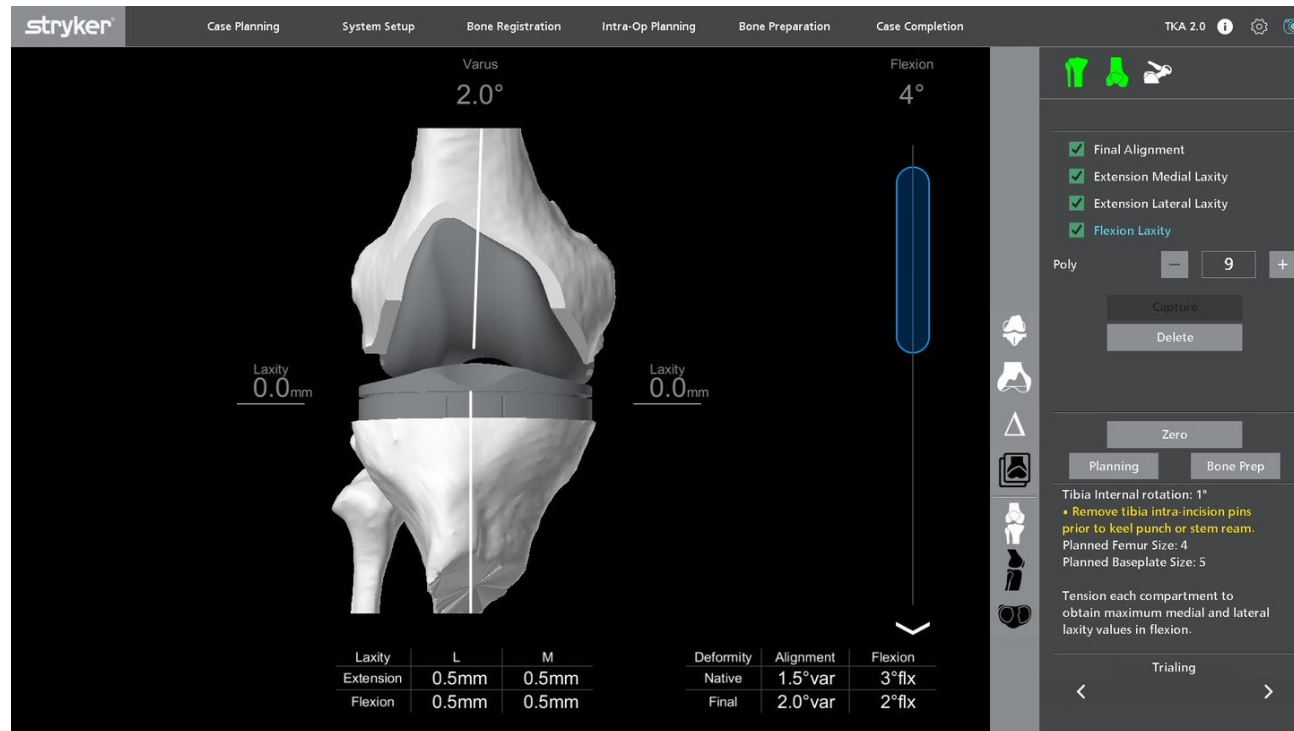 stryker
Case Planning
System Setup
Bone Registration
Intra-Op Planning
Bone Preparation
Case Completion
TKA 2.0
Varus
2.0°
Flexion
4°
Laxity
0.0mm
Laxity
0.0mm
Laxity L M
Extension 0.5mm 0.5mm
Flexion 0.5mm 0.5mm
Deformity Alignment Flexion
Native 1.5°var 3°flx
Final 2.0°var 2°flx
Final Alignment
Extension Medial Laxity
Extension Lateral Laxity
Flexion Laxity
Poly − 9 +
Capture
Delete
Zero
Planning
Bone Prep
Tibia Internal rotation: 1°
• Remove tibia intra-incision pins
prior to keel punch or stem ream.
Planned Femur Size: 4
Planned Baseplate Size: 5
Tension each compartment to
obtain maximum medial and lateral
laxity values in flexion.
Trialing